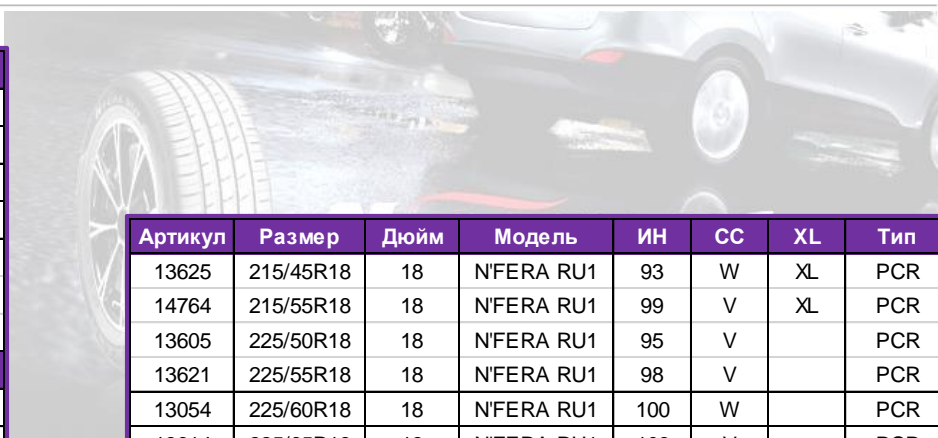 Артикул Размер Дюйм Модель ИН СС XL Тип
13625 215/45R18 18 N'FERA RU1 93 W XL PCR
14764 215/55R18 18 N'FERA RU1 99 V XL PCR
13605 225/50R18 18 N'FERA RU1 95 V PCR
13621 225/55R18 18 N'FERA RU1 98 V PCR
13054 225/60R18 18 N'FERA RU1 100 W PCR